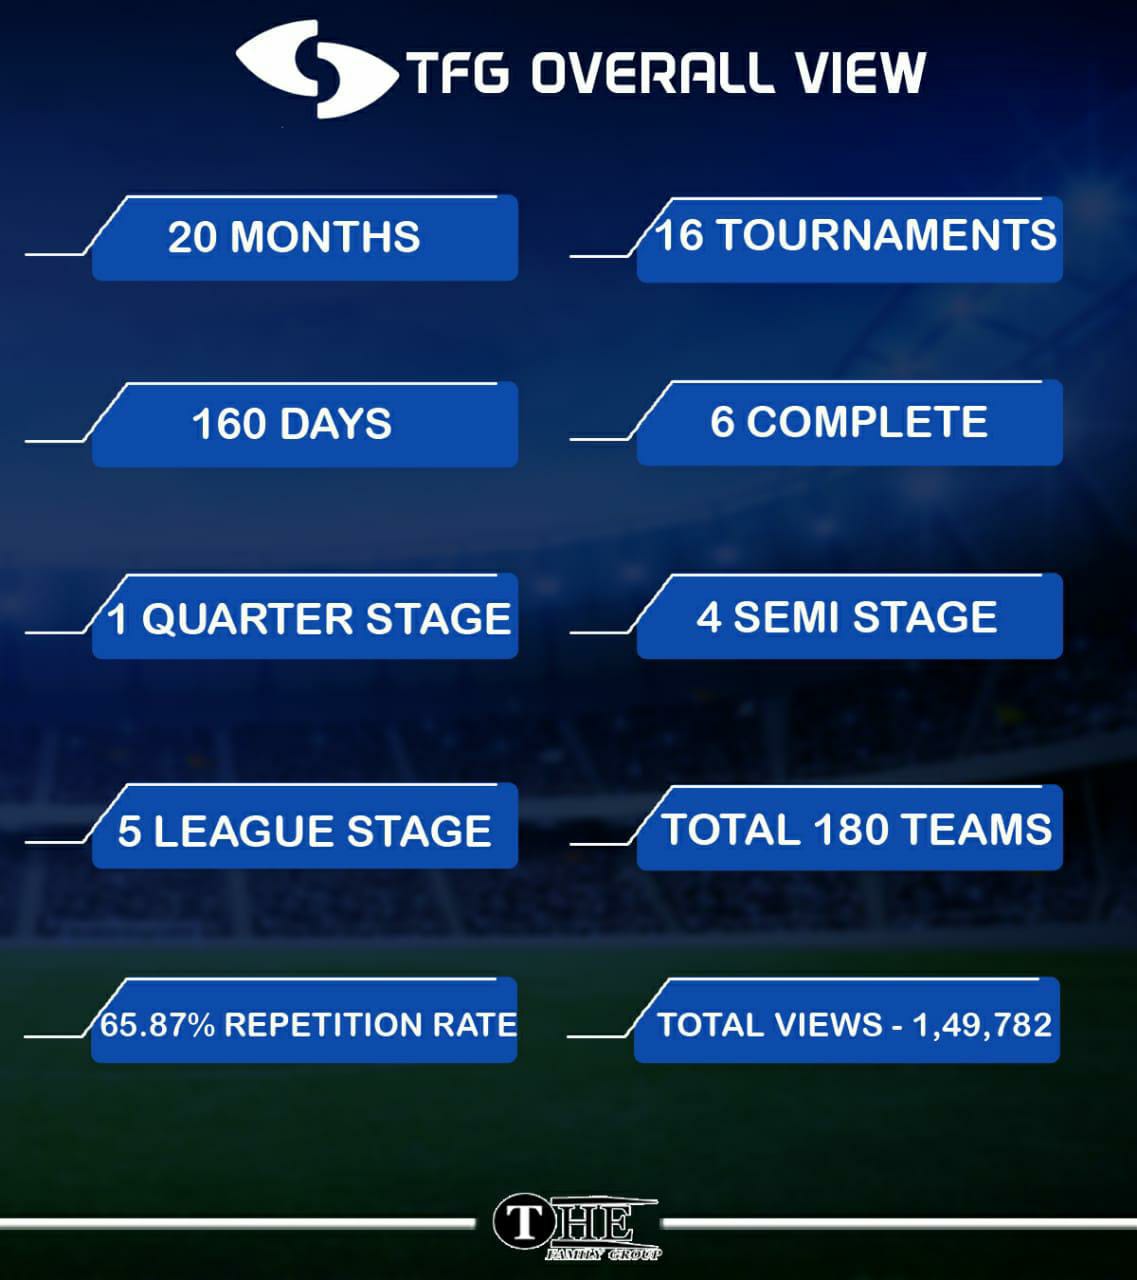 TFG OVERALL VIEW
20 MONTHS
16 TOURNAMENTS
160 DAYS
6 COMPLETE
1 QUARTER STAGE
4 SEMI STAGE
5 LEAGUE STAGE
TOTAL 180 TEAMS
65.87% REPETITION RATE
TOTAL VIEWS - 1,49,782
THE
FAMILY GROUP